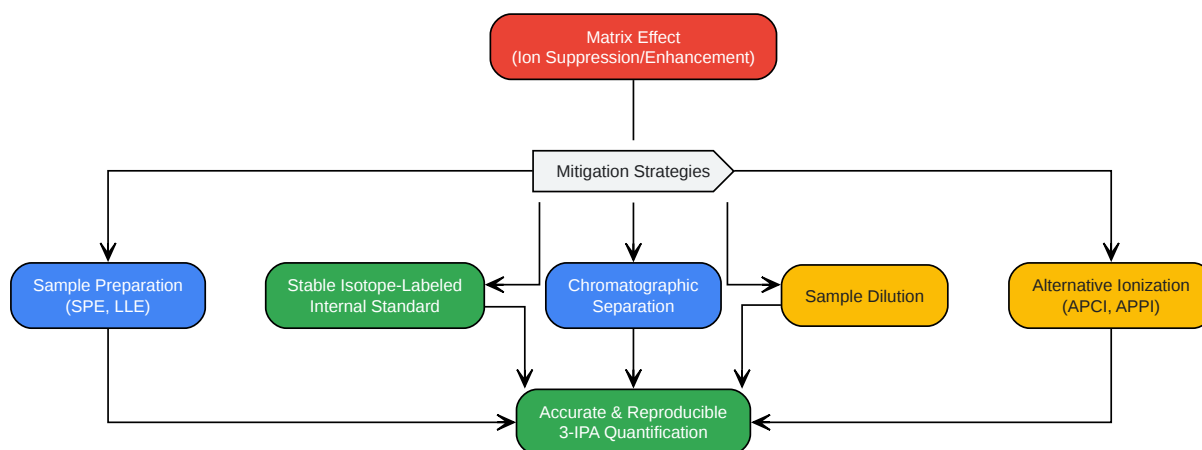 Matrix Effect
(Ion Suppression/Enhancement)
Mitigation Strategies
Sample Preparation
(SPE, LLE)
Stable Isotope-Labeled
Internal Standard
Chromatographic
Separation
Sample Dilution
Alternative Ionization
(APCI, APPI)
Accurate & Reproducible
3-IPA Quantification